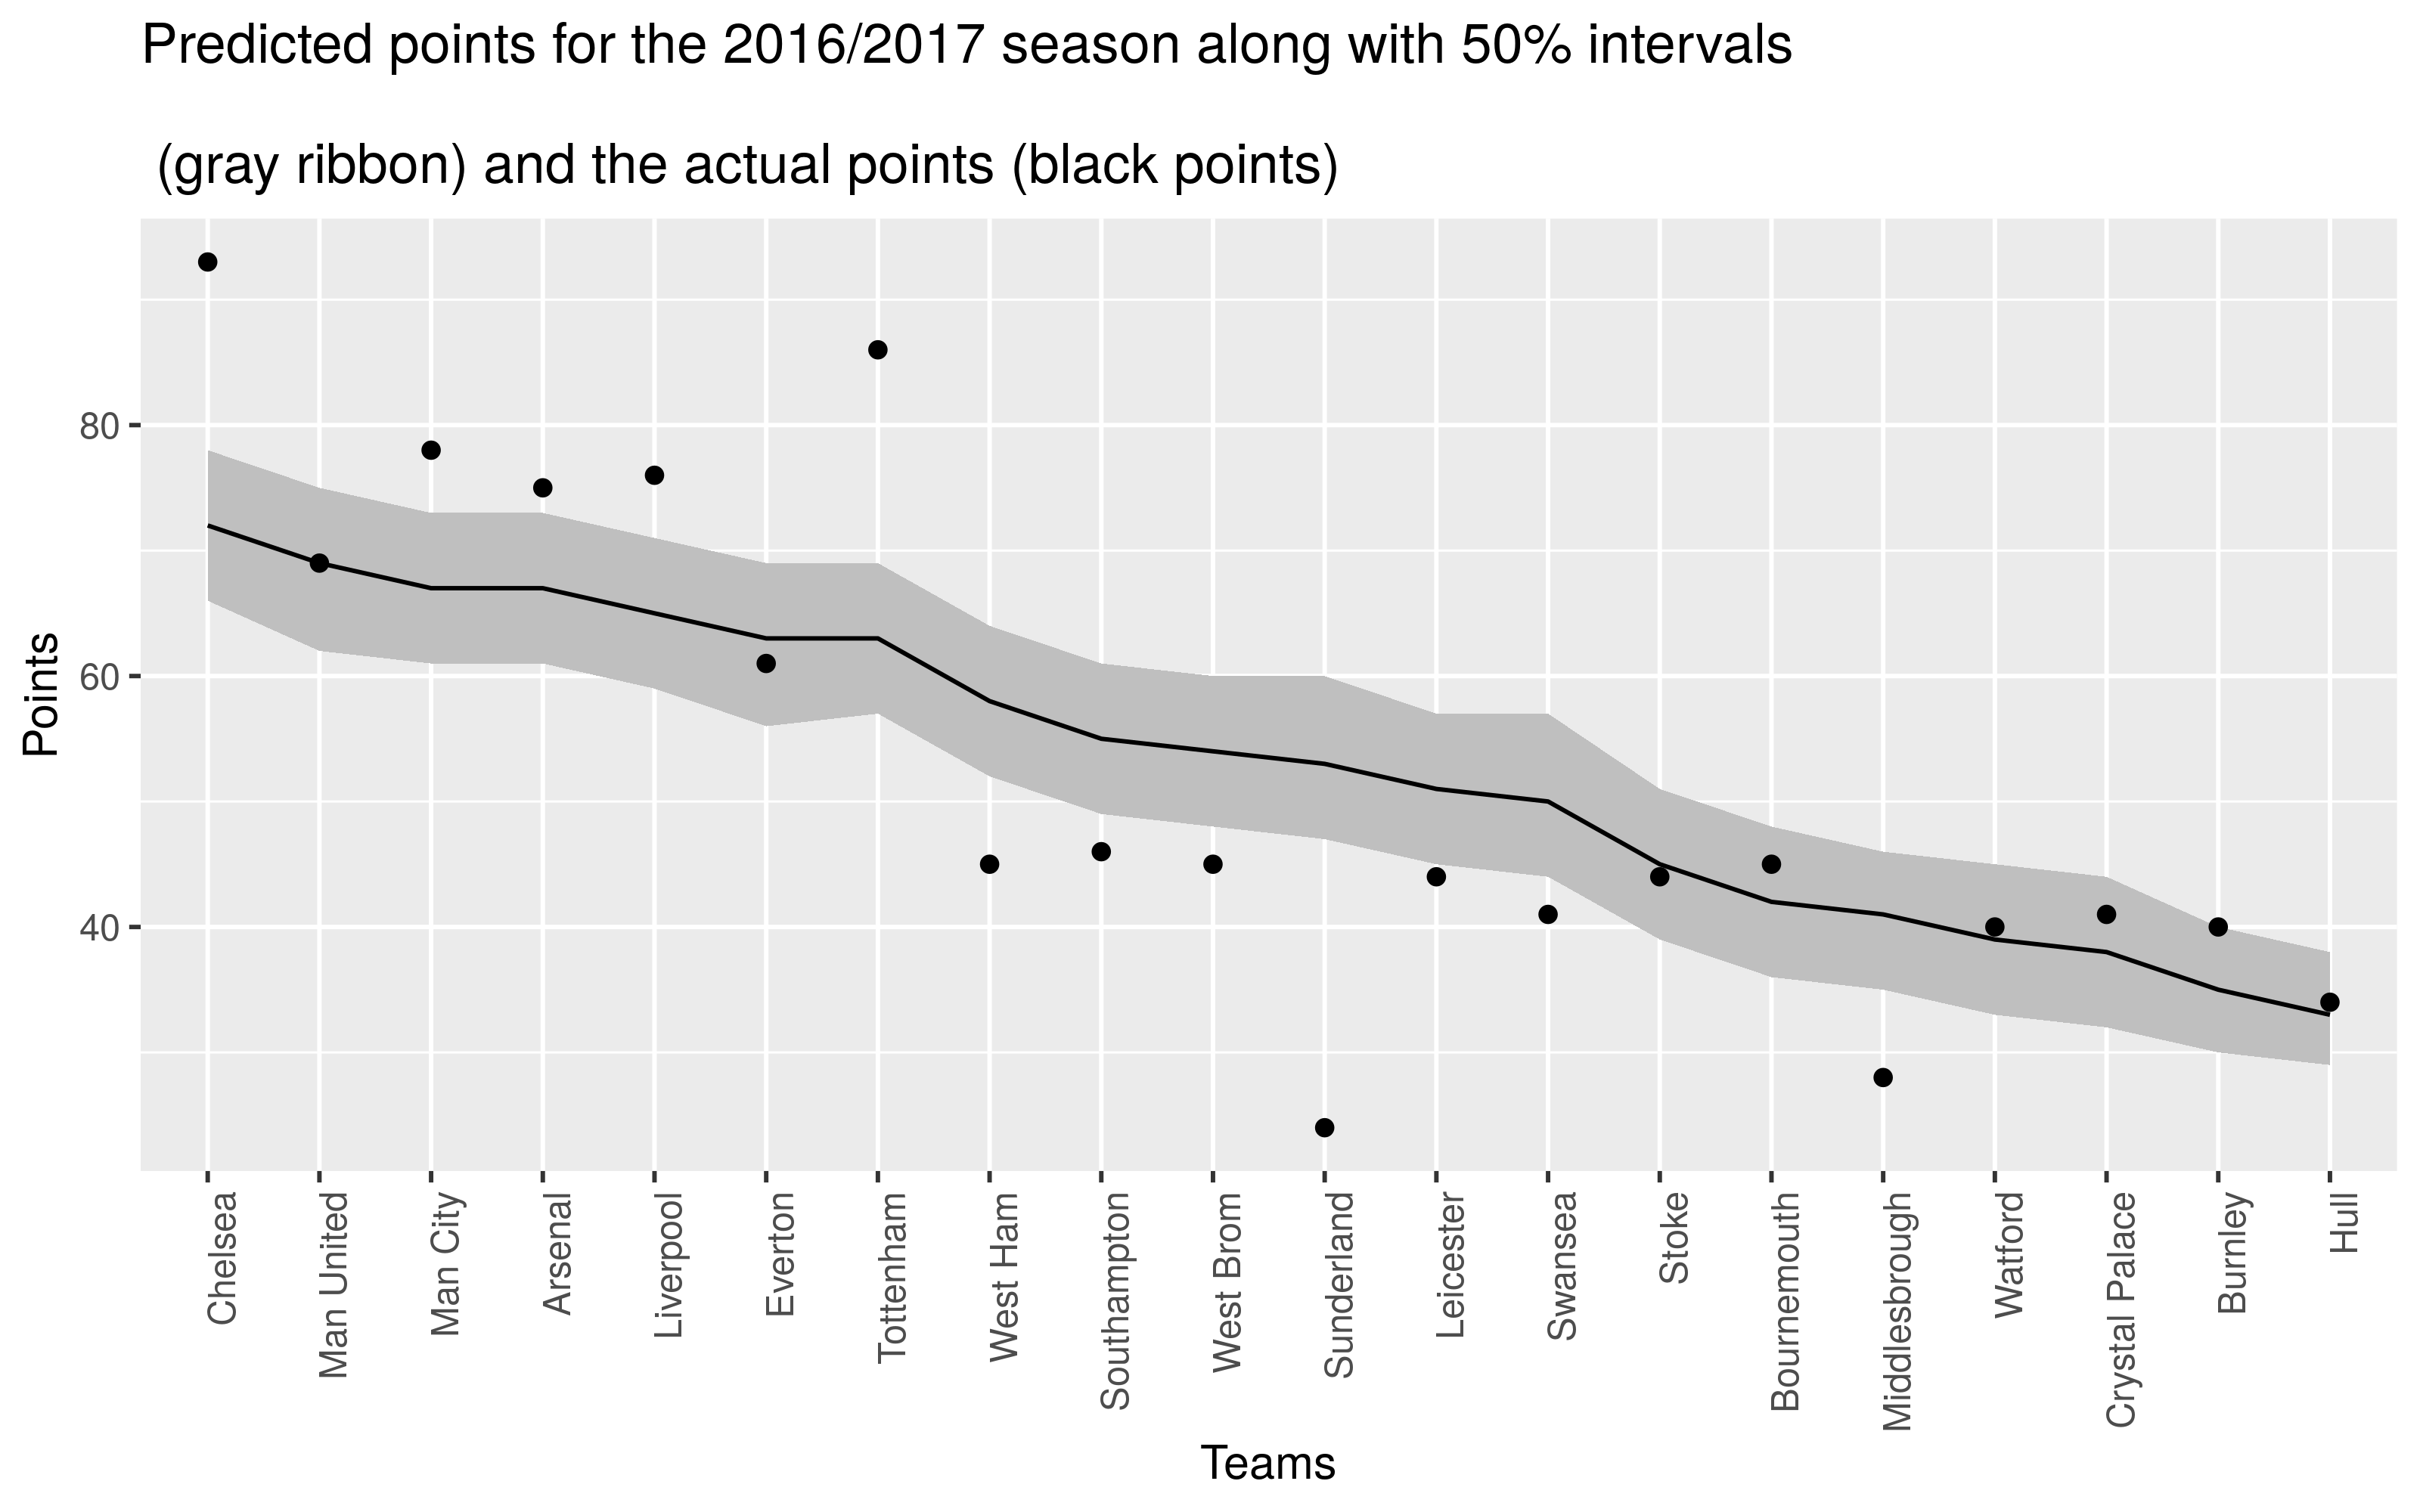 Predicted points for the 2016/2017 season along with 50% intervals
(gray ribbon) and the actual points (black points)
Points
80
60
40
Chelsea
Man United
Man City
Arsenal
Liverpool
Everton
Tottenham
West Ham
Southampton
West Brom
Sunderland
Leicester
Swansea
Stoke
Bournemouth
Middlesbrough
Watford
Crystal Palace
Burnley
Hull
Teams